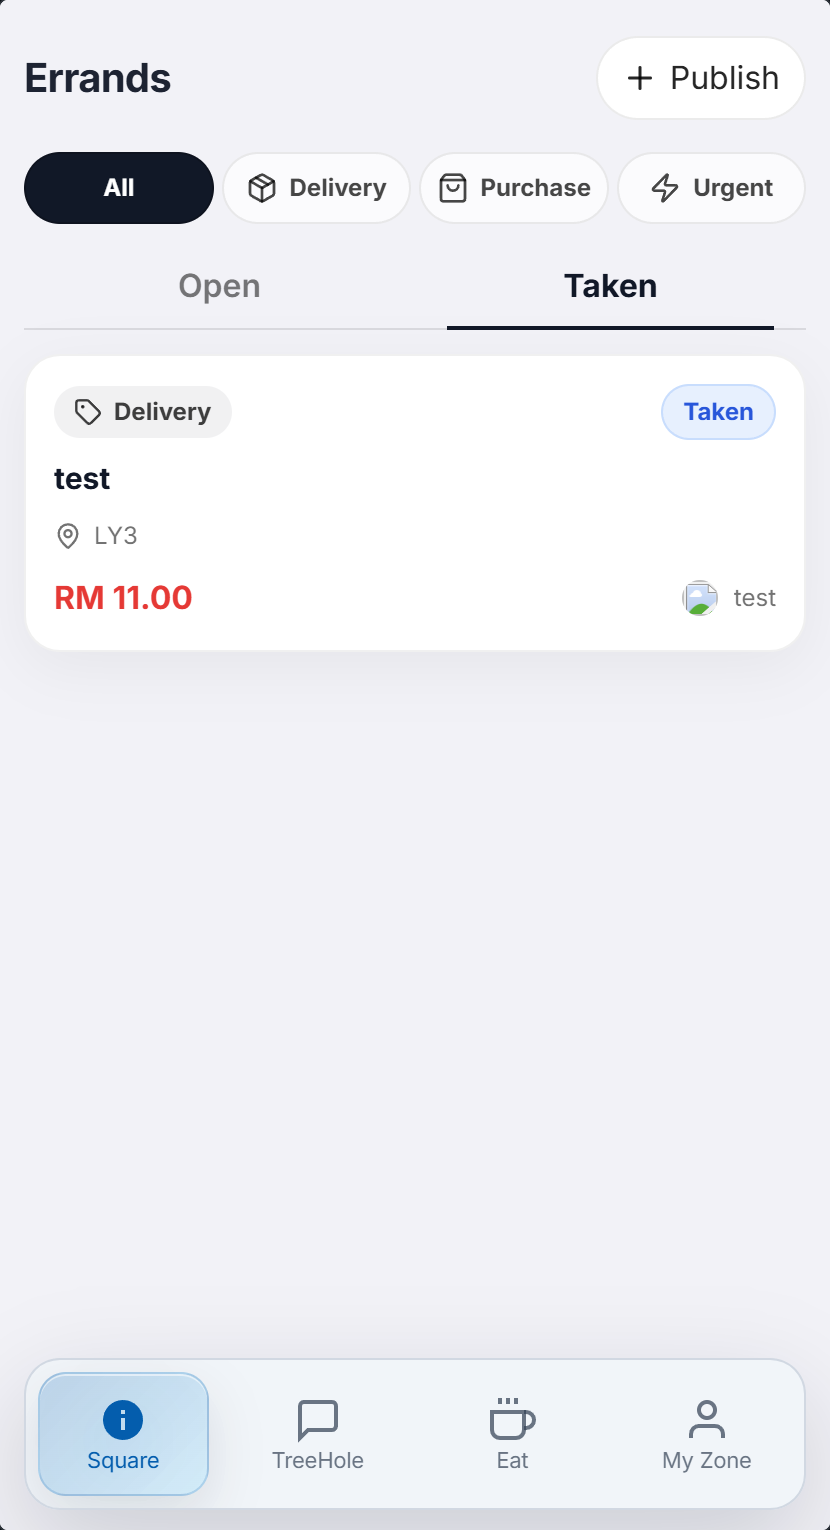 Errands
Publish
All
Delivery
Purchase
Urgent
Open
Taken
Delivery
Taken
test
LY3
RM 11.00
test
Square
TreeHole
Eat
My Zone